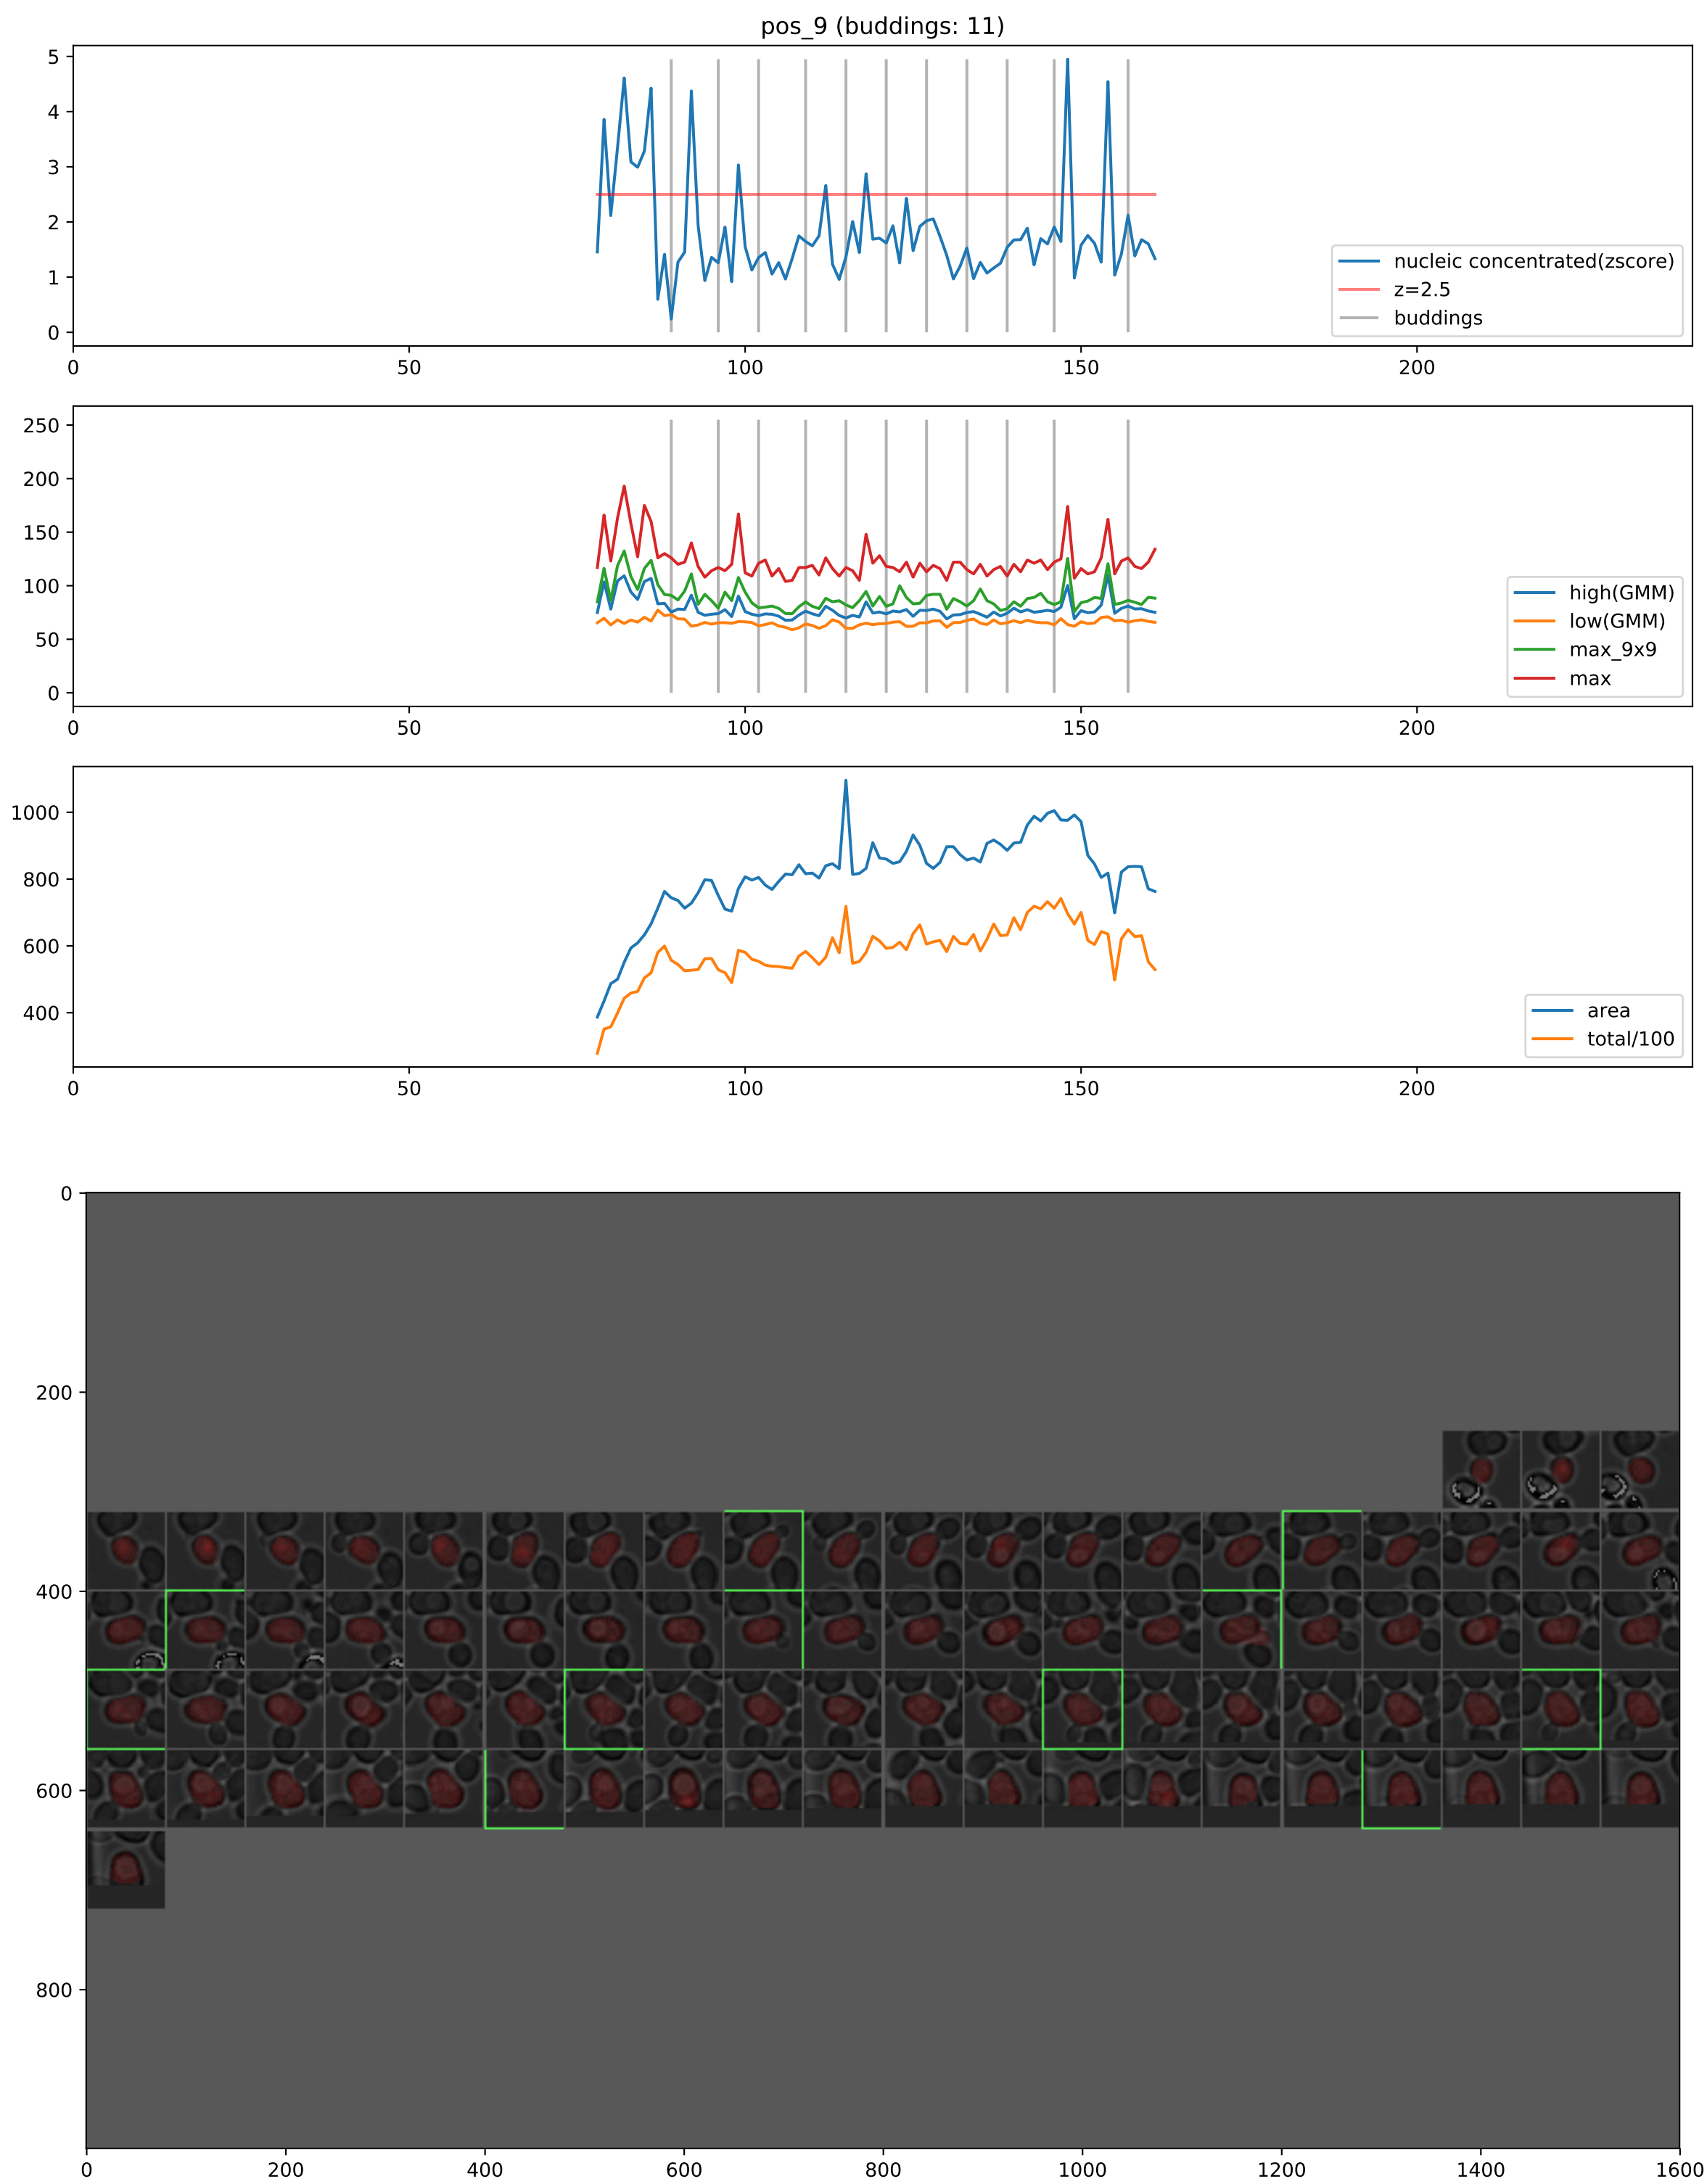 pos_9 (buddings: 11)
5
4
3
2
1
0
nucleic concentrated(zscore)
z=2.5
buddings
0 50 100 150 200
250
200
150
100
50
0
high(GMM)
low(GMM)
max_9x9
max
0 50 100 150 200
1000
800
600
400
area
total/100
0 50 100 150 200
0
200
400
600
800
0 200 400 600 800 1000 1200 1400 1600